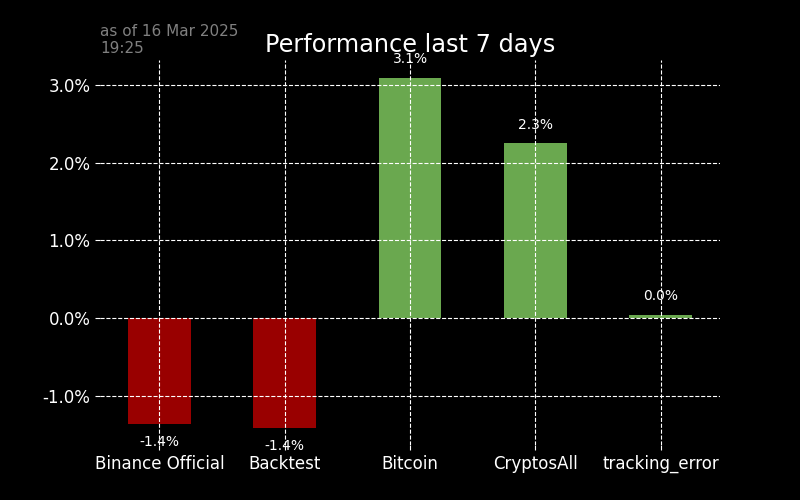 as of 16 Mar 2025
19:25
Performance last 7 days
3.1%
3.0%
2.3%
2.0%
1.0%
0.0%
0.0%
-1.0%
-1.4%
-1.4%
Binance Official
Backtest
Bitcoin
CryptosAll
tracking_error